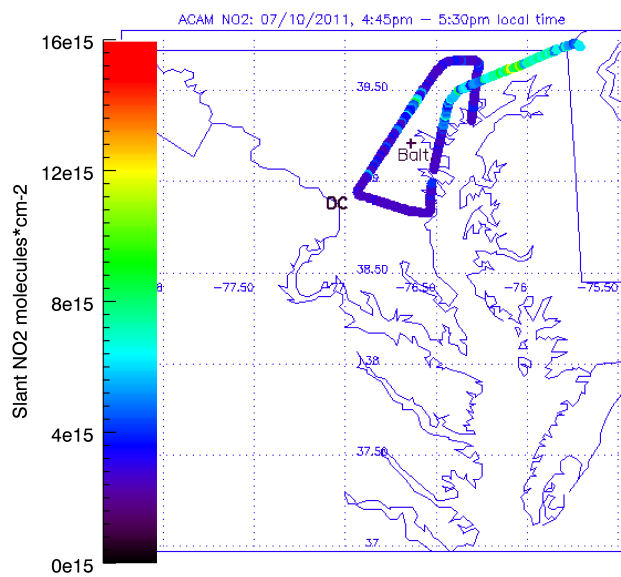 ACAM NO2: 07/10/2011, 4:45pm – 5:30pm local time
16e15
12e15
8e15
4e15
0e15
Slant NO2 molecules*cm-2
39.50
Balt
DC
38.50
-77.50
-77
-76.50
-76
-75.50
38
37.50
37